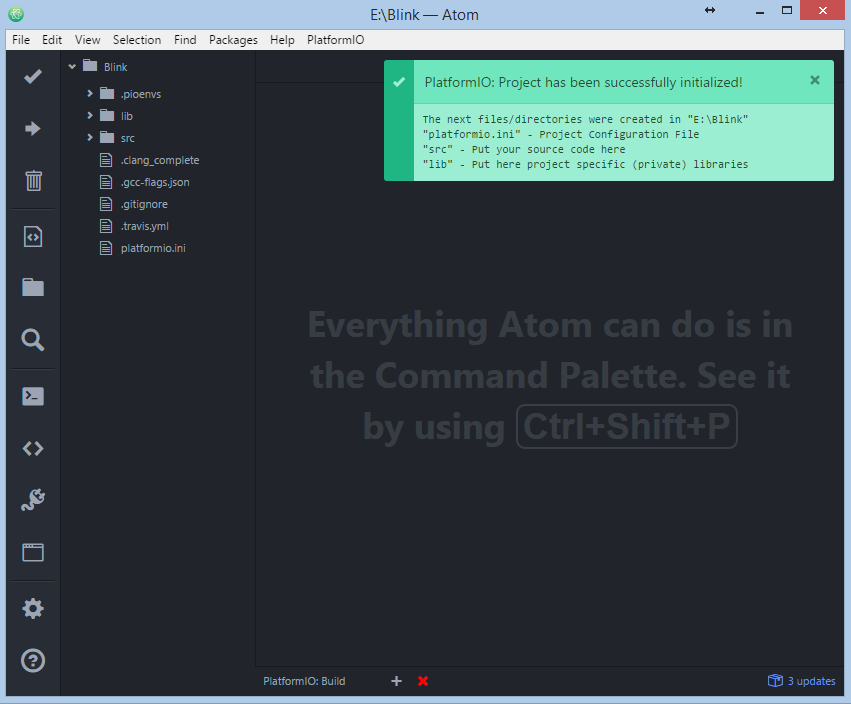 E:\Blink — Atom
File Edit View Selection Find Packages Help PlatformIO
Blink
.pioenvs
lib
src
.clang_complete
.gcc-flags.json
.gitignore
.travis.yml
platformio.ini
PlatformIO: Project has been successfully initialized!
The next files/directories were created in "E:\Blink"
"platformio.ini" - Project Configuration File
"src" - Put your source code here
"lib" - Put here project specific (private) libraries
Everything Atom can do is in
the Command Palette. See it
by using Ctrl+Shift+P
PlatformIO: Build
3 updates